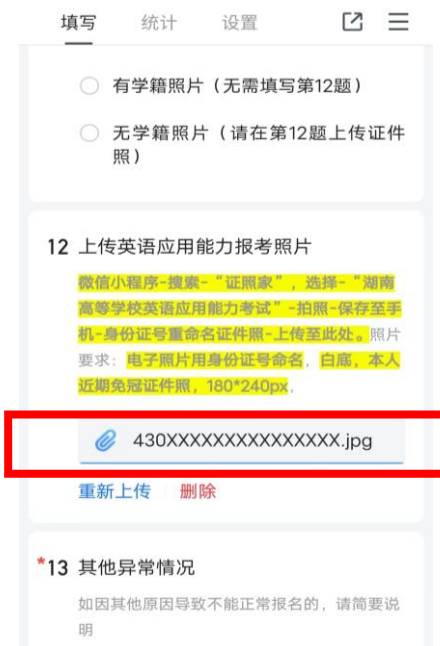 填写 统计 设置
有学籍照片（无需填写第12题）
无学籍照片（请在第12题上传证件
照）
12 上传英语应用能力报考照片
微信小程序-搜索-“证照家”，选择-“湖南
高等学校英语应用能力考试”-拍照-保存至手
机-身份证号重命名证件照-上传至此处。照片
要求：电子照片用身份证号命名，白底，本人
近期免冠证件照，180*240px，
430XXXXXXXXXXXXXXX.jpg
重新上传 删除
*13 其他异常情况
如因其他原因导致不能正常报名的，请简要说
明